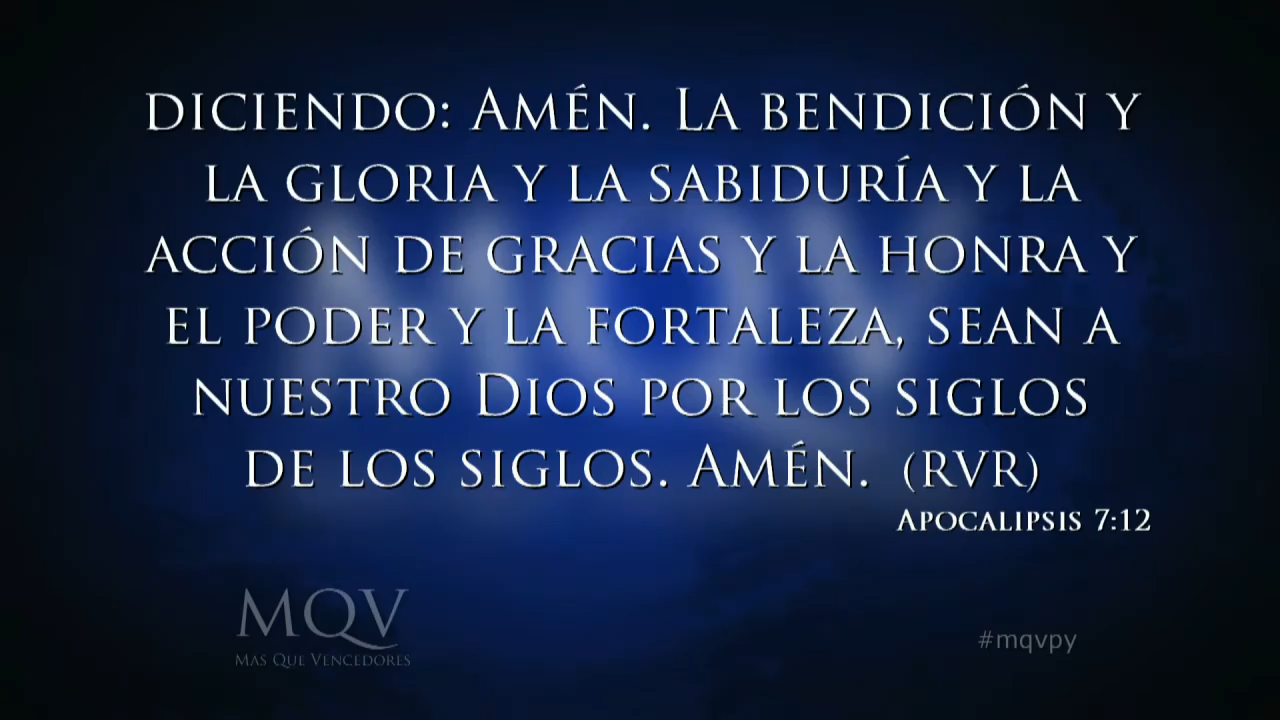 diciendo: Amén. La bendición y
la gloria y la sabiduría y la
acción de gracias y la honra y
el poder y la fortaleza, sean a
nuestro Dios por los siglos
de los siglos. Amén. (RVR)
Apocalipsis 7:12
MQV
Mas Que Vencedores
#mqvpy